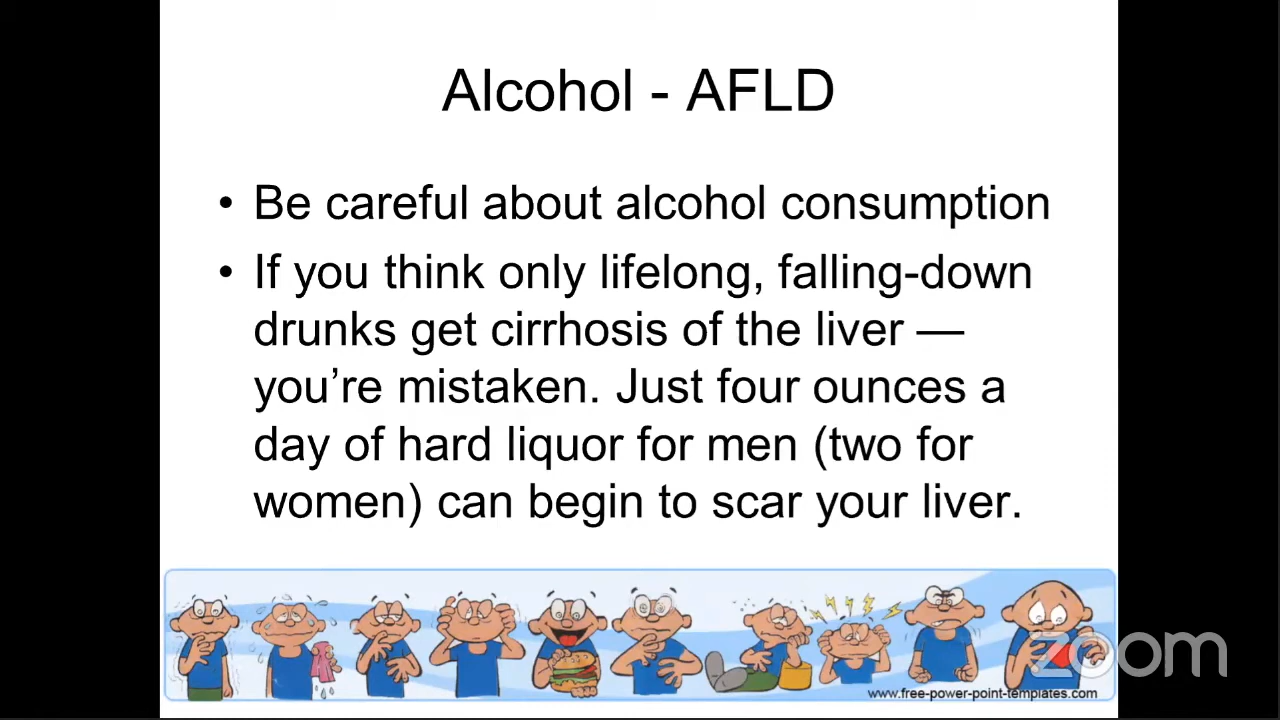 Alcohol - AFLD
• Be careful about alcohol consumption
• If you think only lifelong, falling-down
drunks get cirrhosis of the liver —
you’re mistaken. Just four ounces a
day of hard liquor for men (two for
women) can begin to scar your liver.
zoom
www.free-power-point-templates.com